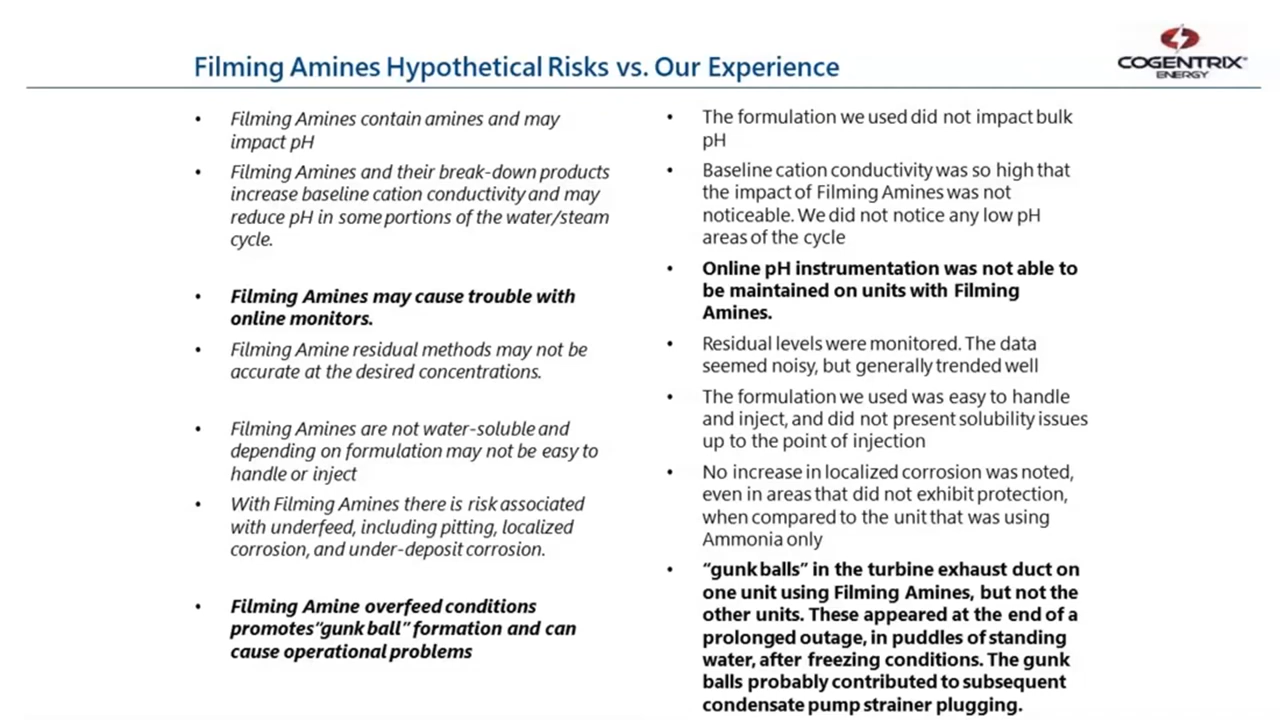 Filming Amines Hypothetical Risks vs. Our Experience
COGENTRIX®
ENERGY
• Filming Amines contain amines and may
impact pH
• Filming Amines and their break-down products
increase baseline cation conductivity and may
reduce pH in some portions of the water/steam
cycle.
• Filming Amines may cause trouble with
online monitors.
• Filming Amine residual methods may not be
accurate at the desired concentrations.
• Filming Amines are not water-soluble and
depending on formulation may not be easy to
handle or inject
• With Filming Amines there is risk associated
with underfeed, including pitting, localized
corrosion, and under-deposit corrosion.
• Filming Amine overfeed conditions
promotes“gunk ball” formation and can
cause operational problems
• The formulation we used did not impact bulk
pH
• Baseline cation conductivity was so high that
the impact of Filming Amines was not
noticeable. We did not notice any low pH
areas of the cycle
• Online pH instrumentation was not able to
be maintained on units with Filming
Amines.
• Residual levels were monitored. The data
seemed noisy, but generally trended well
• The formulation we used was easy to handle
and inject, and did not present solubility issues
up to the point of injection
• No increase in localized corrosion was noted,
even in areas that did not exhibit protection,
when compared to the unit that was using
Ammonia only
• “gunk balls” in the turbine exhaust duct on
one unit using Filming Amines, but not the
other units. These appeared at the end of a
prolonged outage, in puddles of standing
water, after freezing conditions. The gunk
balls probably contributed to subsequent
condensate pump strainer plugging.